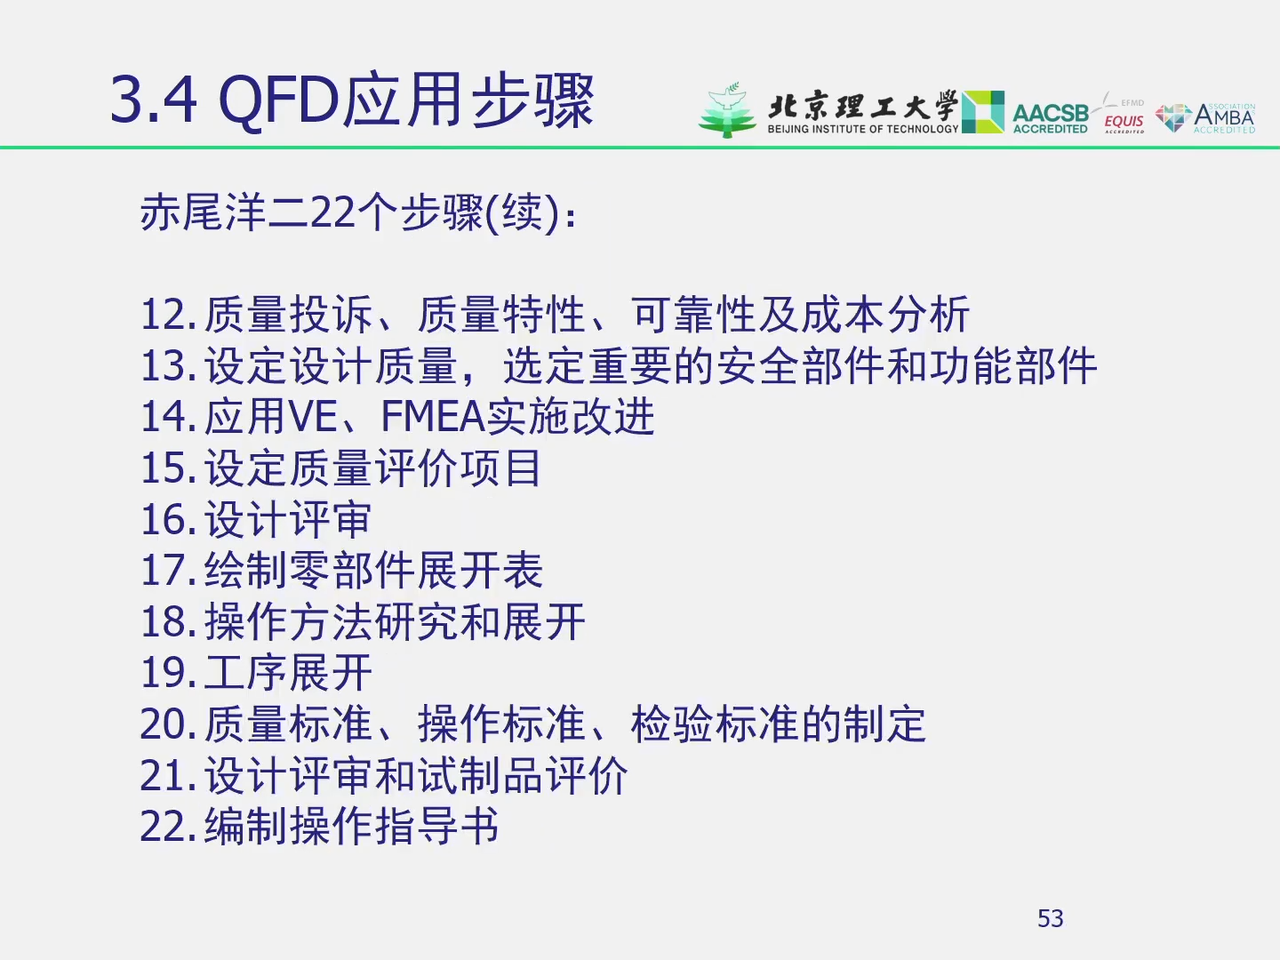 3.4 QFD应用步骤
北京理工大学
BEIJING INSTITUTE OF TECHNOLOGY
AACSB
ACCREDITED
EFMD
EQUIS
ACCREDITED
ASSOCIATION
AMBA
ACCREDITED
赤尾洋二22个步骤(续)：
12.质量投诉、质量特性、可靠性及成本分析
13.设定设计质量，选定重要的安全部件和功能部件
14.应用VE、FMEA实施改进
15.设定质量评价项目
16.设计评审
17.绘制零部件展开表
18.操作方法研究和展开
19.工序展开
20.质量标准、操作标准、检验标准的制定
21.设计评审和试制品评价
22.编制操作指导书
53